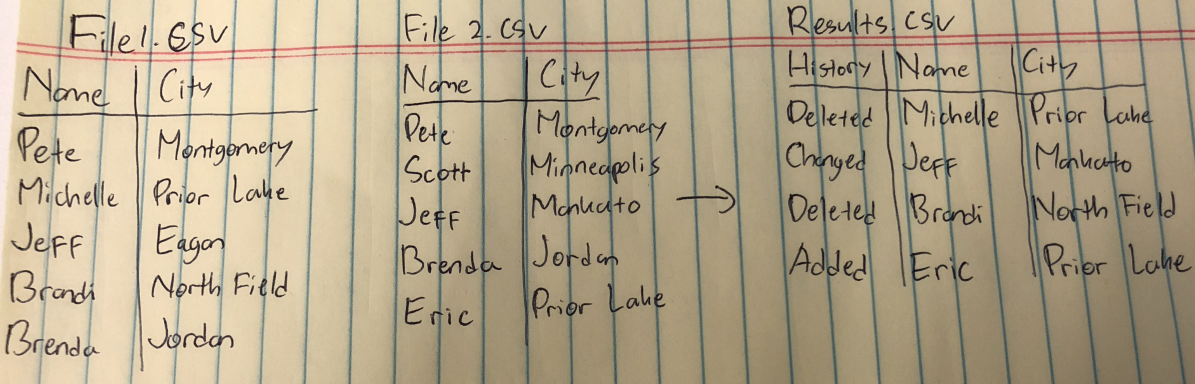 File1.CSV
Name City
Pete Montgomery
Michelle Prior Lake
Jeff Eagan
Brandi North Field
Brenda Jordan
File 2.CSV
Name City
Pete Montgomery
Scott Minneapolis
Jeff Mankato
Brenda Jordan
Eric Prior Lake
Results.CSV
History Name City
Deleted Michelle Prior Lake
Changed Jeff Mankato
Deleted Brandi North Field
Added Eric Prior Lake